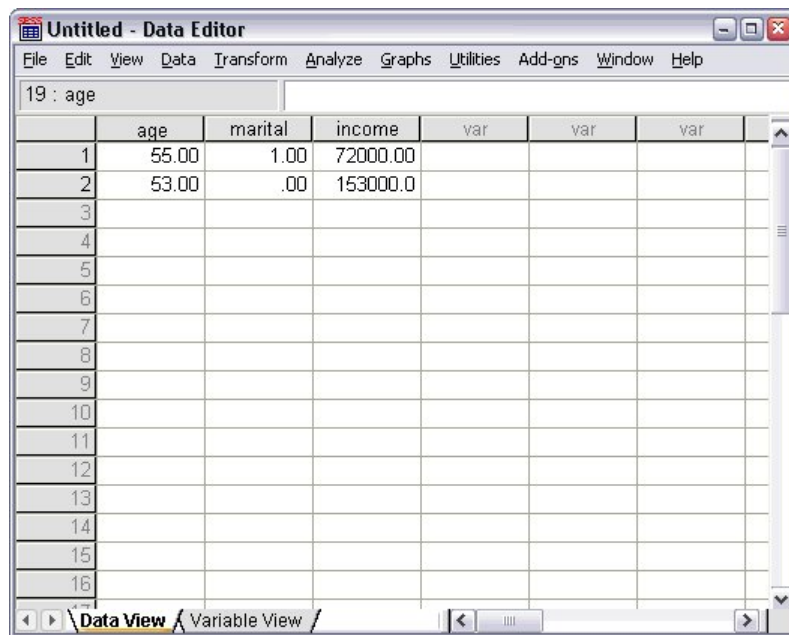 Untitled - Data Editor
File Edit View Data Transform Analyze Graphs Utilities Add-ons Window Help
19 : age
age marital income var var var
1 55.00 1.00 72000.00
2 53.00 .00 153000.0
3
4
5
6
7
8
9
10
11
12
13
14
15
16
17
Data View Variable View